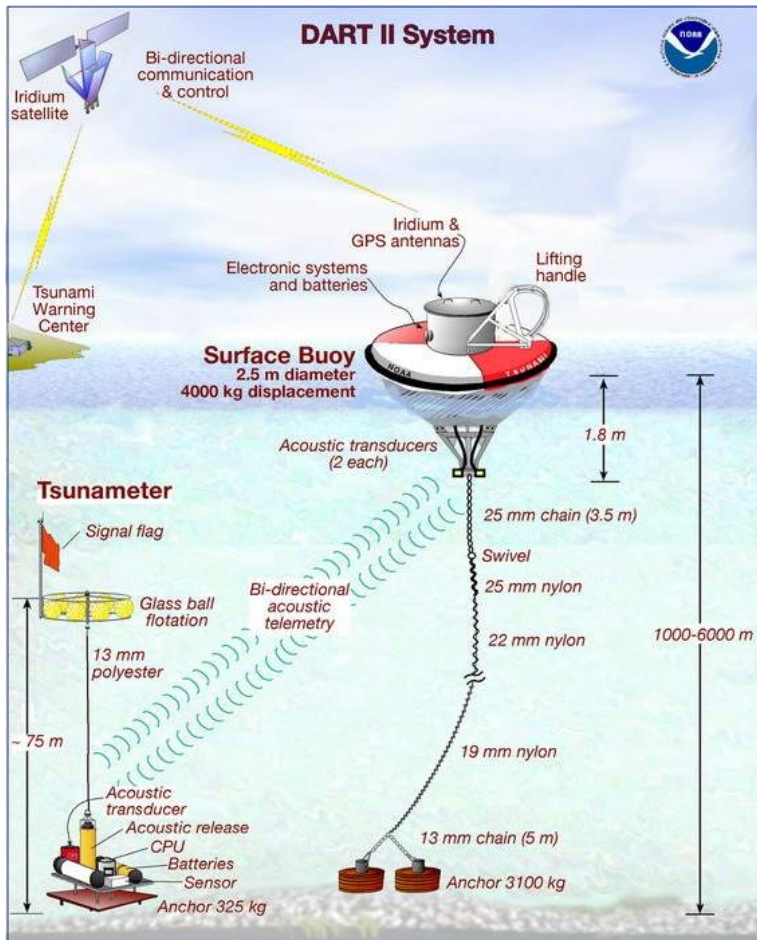 DART II System
NOAA
Bi-directional
communication
& control
Iridium
satellite
Iridium &
GPS antennas
Electronic systems
and batteries
Lifting
handle
Tsunami
Warning
Center
Surface Buoy
2.5 m diameter
4000 kg displacement
NOAA
TSUNAMI
1.8 m
Acoustic transducers
(2 each)
Tsunameter
Signal flag
25 mm chain (3.5 m)
Swivel
25 mm nylon
Glass ball
flotation
Bi-directional
acoustic
telemetry
22 mm nylon
1000-6000 m
13 mm
polyester
~ 75 m
19 mm nylon
Acoustic
transducer
Acoustic release
CPU
Batteries
Sensor
Anchor 325 kg
13 mm chain (5 m)
Anchor 3100 kg